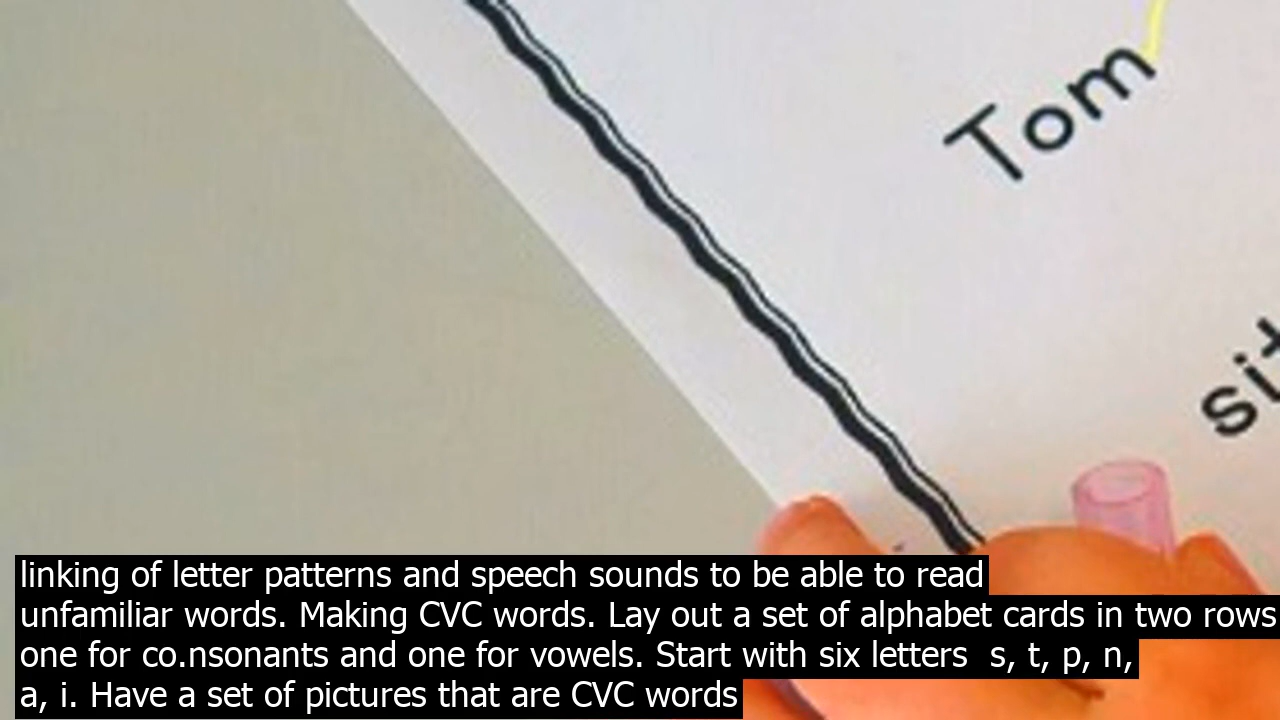 Tom
sit
linking of letter patterns and speech sounds to be able to read
unfamiliar words. Making CVC words. Lay out a set of alphabet cards in two rows
one for co.nsonants and one for vowels. Start with six letters  s, t, p, n,
a, i. Have a set of pictures that are CVC words